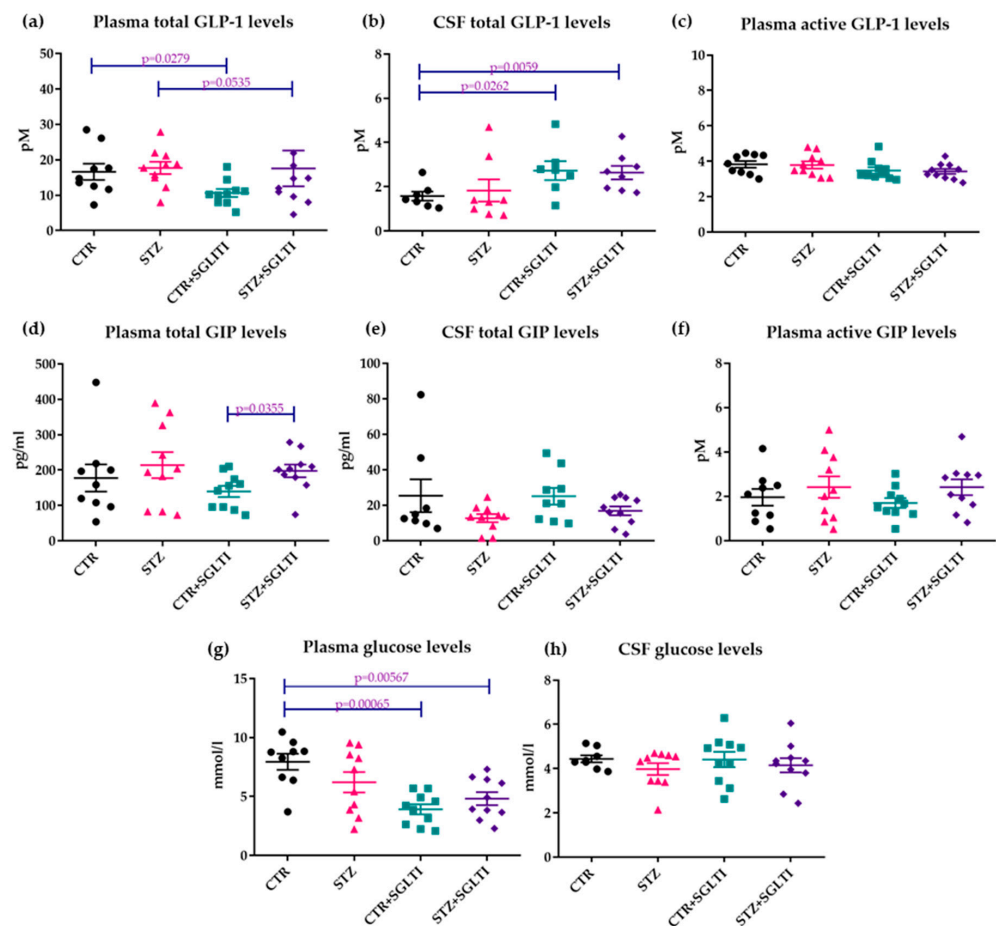 (a)
Plasma total GLP-1 levels
50
40
30
20
10
0
pM
p=0.0279
p=0.0535
CTR
STZ
CTR+SGLITI
STZ+SGLTI
(b)
CSF total GLP-1 levels
8
6
4
2
0
pM
p=0.0059
p=0.0262
CTR
STZ
CTR+SGLTI
STZ+SGLTI
(c)
Plasma active GLP-1 levels
6
4
2
0
pM
CTR
STZ
CTR+SGLTI
STZ+SGLTI
(d)
Plasma total GIP levels
500
400
300
200
100
0
pg/ml
p=0.0355
CTR
STZ
CTR+SGLTI
STZ+SGLTI
(e)
CSF total GIP levels
100
80
60
40
20
0
pg/ml
CTR
STZ
CTR+SGLTI
STZ+SGLTI
(f)
Plasma active GIP levels
8
6
4
2
0
pM
CTR
STZ
CTR+SGLTI
STZ+SGLTI
(g)
Plasma glucose levels
15
10
5
0
mmol/l
p=0.00567
p=0.00065
CTR
STZ
CTR+SGLTI
STZ+SGLTI
(h)
CSF glucose levels
8
6
4
2
0
mmol/l
CTR
STZ
CTR+SGLTI
STZ+SGLTI